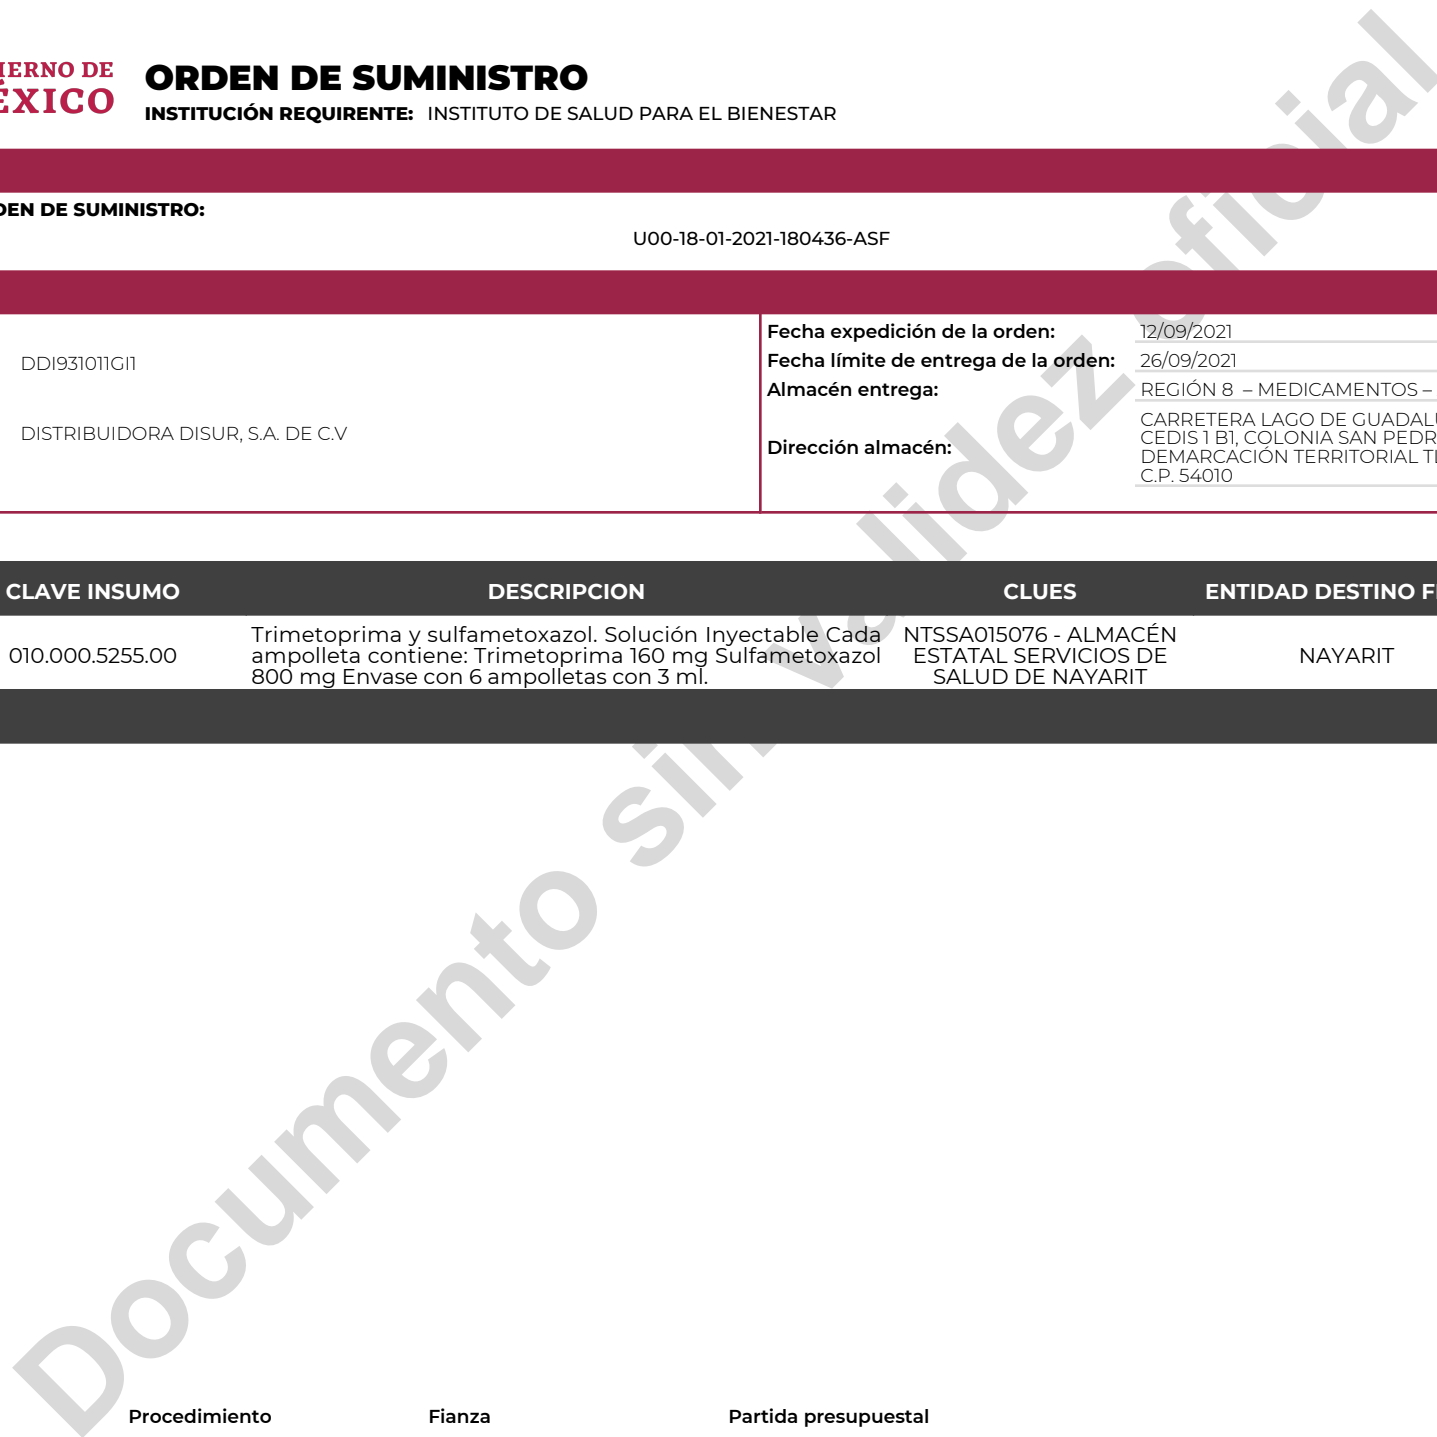 IERNO DE
ÉXICO
ORDEN DE SUMINISTRO
INSTITUCIÓN REQUIRENTE: INSTITUTO DE SALUD PARA EL BIENESTAR
DEN DE SUMINISTRO:
U00-18-01-2021-180436-ASF
DDI931011GI1
DISTRIBUIDORA DISUR, S.A. DE C.V
Fecha expedición de la orden: 12/09/2021
Fecha límite de entrega de la orden: 26/09/2021
Almacén entrega: REGIÓN 8 – MEDICAMENTOS –
Dirección almacén:
CARRETERA LAGO DE GUADALU
CEDIS 1 B1, COLONIA SAN PEDR
DEMARCACIÓN TERRITORIAL TL
C.P. 54010
CLAVE INSUMO DESCRIPCION CLUES ENTIDAD DESTINO FI
010.000.5255.00
Trimetoprima y sulfametoxazol. Solución Inyectable Cada
ampolleta contiene: Trimetoprima 160 mg Sulfametoxazol
800 mg Envase con 6 ampolletas con 3 ml.
NTSSA015076 - ALMACÉN
ESTATAL SERVICIOS DE
SALUD DE NAYARIT
NAYARIT
Documento sin validez oficial
Procedimiento Fianza Partida presupuestal